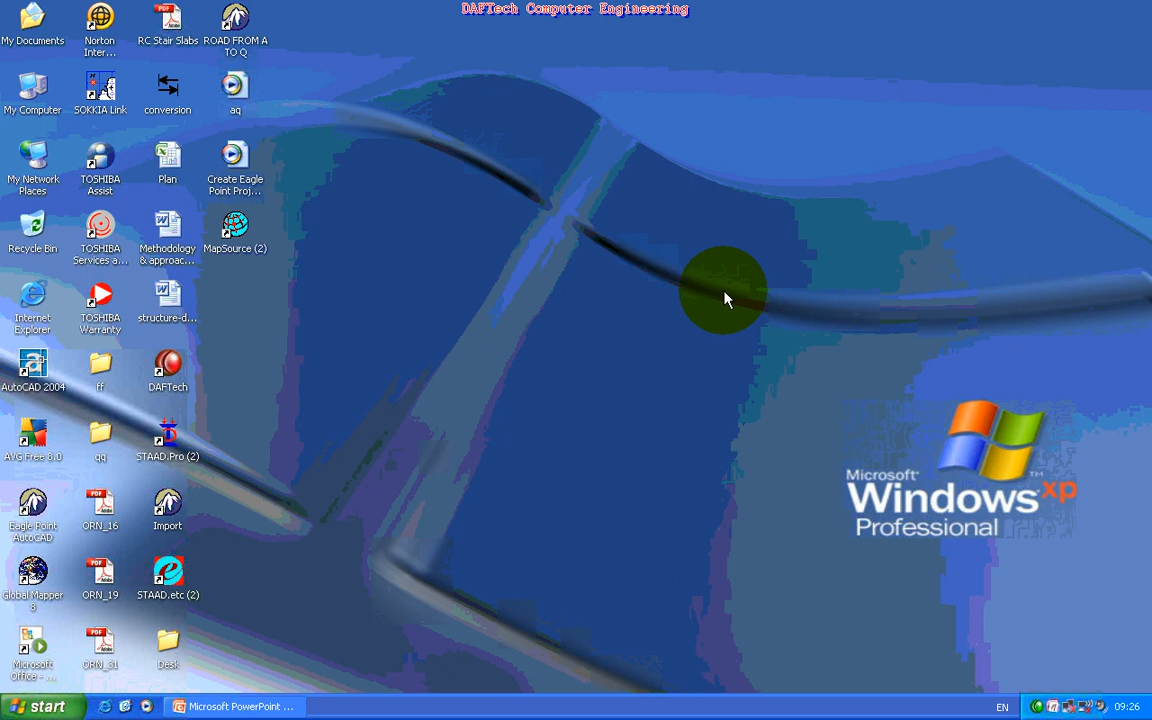 DAFTech Computer Engineering
My Documents
Norton
Inter...
RC Stair Slabs
ROAD FROM A
TO Q
My Computer
SOKKIA Link
conversion
aq
My Network
Places
TOSHIBA
Assist
Plan
Create Eagle
Point Proj...
Recycle Bin
TOSHIBA
Services a...
Methodology
& approac...
MapSource (2)
Internet
Explorer
TOSHIBA
Warranty
structure-d...
AutoCAD 2004
ff
DAFTech
AVG Free 8.0
qq
STAAD.Pro (2)
Eagle Point
AutoCAD
ORN_16
Import
Global Mapper
8
ORN_19
STAAD.etc (2)
Microsoft
Office - ...
ORN_31
Desk
Microsoft®
Windows xp
Professional
start
Microsoft PowerPoint ...
EN
09:26